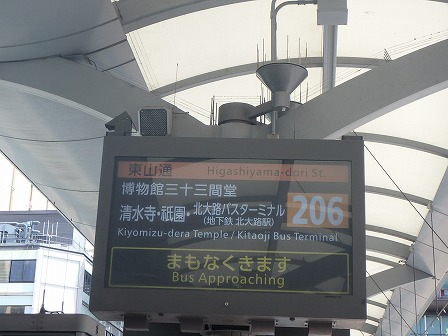 東山通 Higashiyama-dori St.
博物館三十三間堂
清水寺・祇園・北大路バスターミナル
(地下鉄 北大路駅)
206
Kiyomizu-dera Temple / Kitaoji Bus Terminal
まもなくきます
Bus Approaching